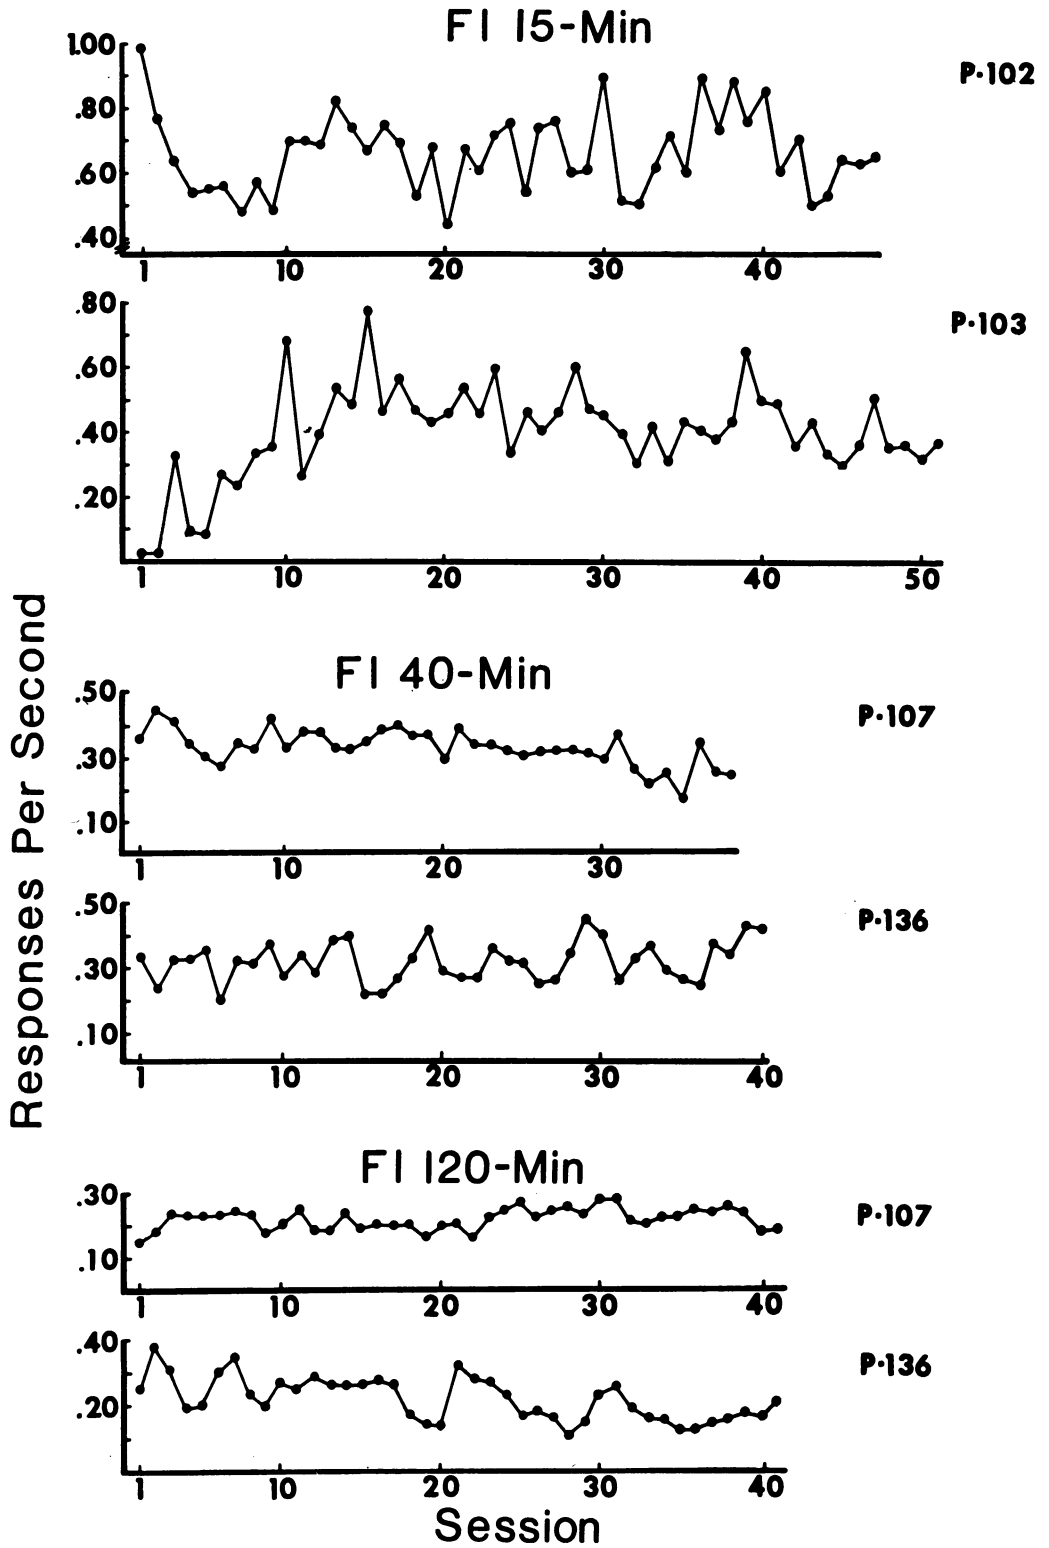 FI 15-Min
P-102
1.00
.80
.60
.40
1 10 20 30 40
P-103
.80
.60
.40
.20
1 10 20 30 40 50
Responses Per Second
FI 40-Min
P-107
.50
.30
.10
1 10 20 30
P-136
.50
.30
.10
1 10 20 30 40
FI 120-Min
P-107
.30
.10
1 10 20 30 40
P-136
.40
.20
1 10 20 30 40
Session